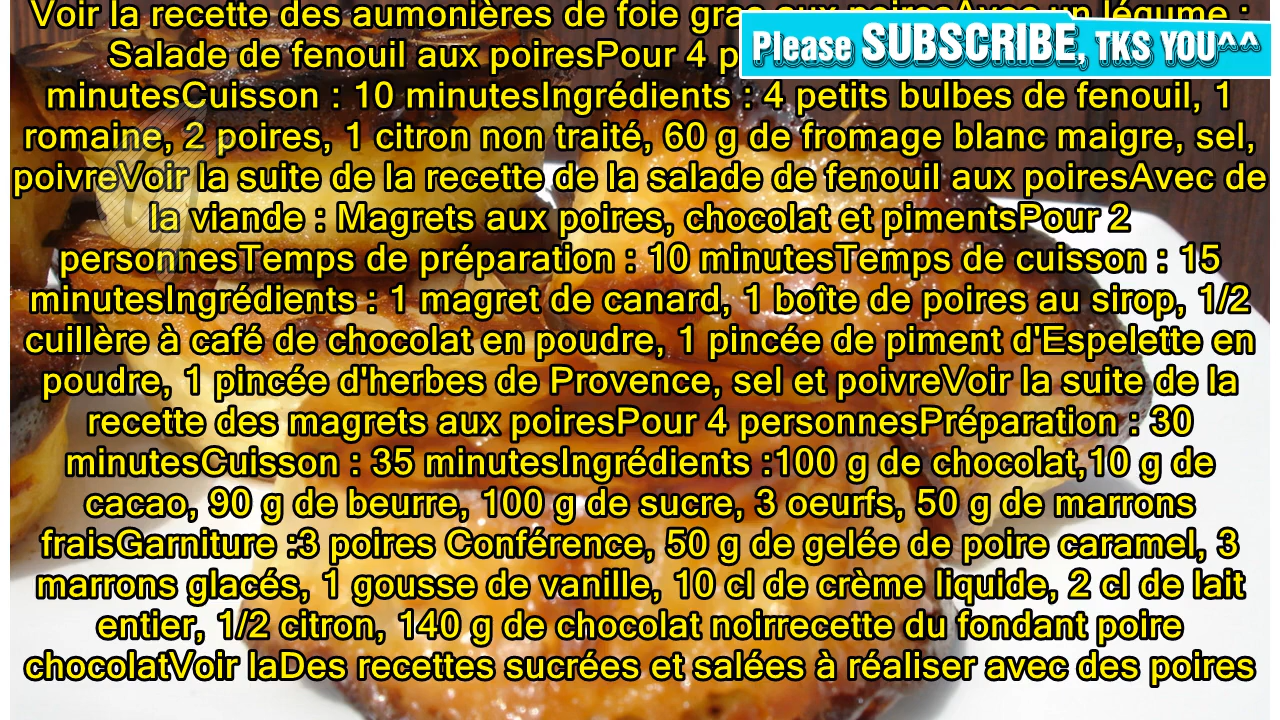 Voir la recette des aumonières de foie gras aux poiresAvec un légume :
Please SUBSCRIBE, TKS YOU^^
Salade de fenouil aux poiresPour 4 p
minutesCuisson : 10 minutesIngrédients : 4 petits bulbes de fenouil, 1
romaine, 2 poires, 1 citron non traité, 60 g de fromage blanc maigre, sel,
poivreVoir la suite de la recette de la salade de fenouil aux poiresAvec de
la viande : Magrets aux poires, chocolat et pimentsPour 2
personnesTemps de préparation : 10 minutesTemps de cuisson : 15
minutesIngrédients : 1 magret de canard, 1 boîte de poires au sirop, 1/2
cuillère à café de chocolat en poudre, 1 pincée de piment d'Espelette en
poudre, 1 pincée d'herbes de Provence, sel et poivreVoir la suite de la
recette des magrets aux poiresPour 4 personnesPréparation : 30
minutesCuisson : 35 minutesIngrédients :100 g de chocolat,10 g de
cacao, 90 g de beurre, 100 g de sucre, 3 oeurfs, 50 g de marrons
fraisGarniture :3 poires Conférence, 50 g de gelée de poire caramel, 3
marrons glacés, 1 gousse de vanille, 10 cl de crème liquide, 2 cl de lait
entier, 1/2 citron, 140 g de chocolat noirrecette du fondant poire
chocolatVoir laDes recettes sucrées et salées à réaliser avec des poires